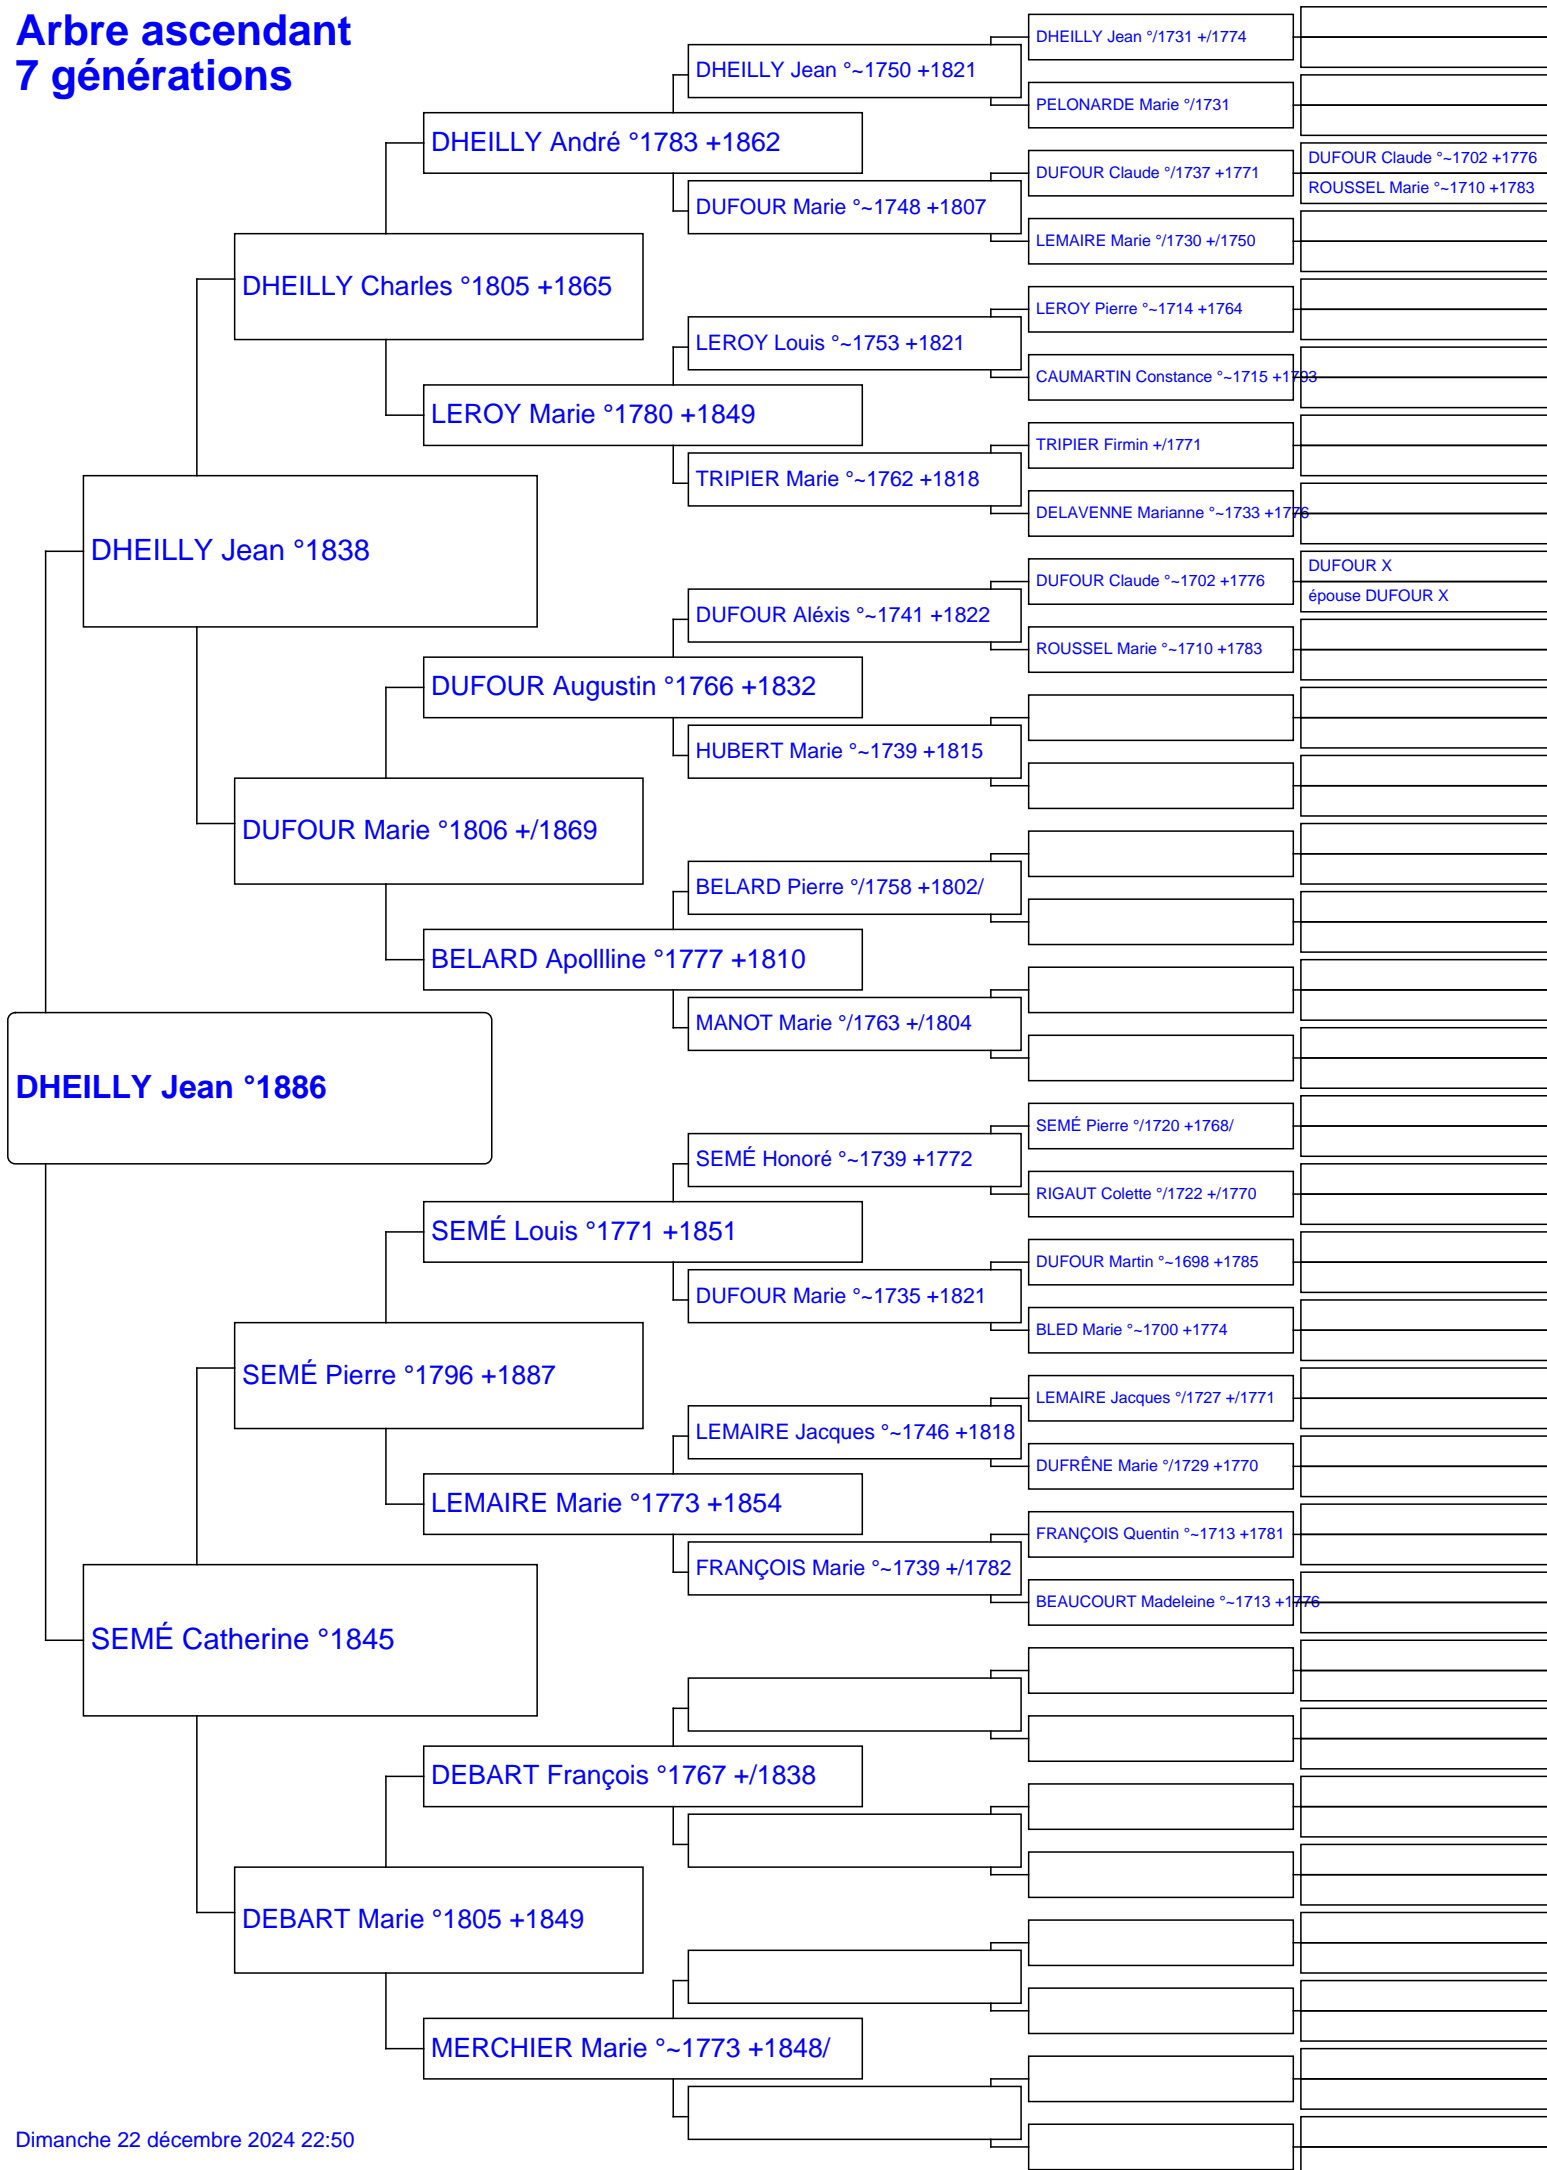 Arbre ascendant
7 générations
DHEILLY Jean °1886
DHEILLY Jean °1838
SEMÉ Catherine °1845
DHEILLY Charles °1805 +1865
DUFOUR Marie °1806 +/1869
SEMÉ Pierre °1796 +1887
DEBART Marie °1805 +1849
DHEILLY André °1783 +1862
LEROY Marie °1780 +1849
DUFOUR Augustin °1766 +1832
BELARD Apollline °1777 +1810
SEMÉ Louis °1771 +1851
LEMAIRE Marie °1773 +1854
DEBART François °1767 +/1838
MERCHIER Marie °~1773 +1848/
DHEILLY Jean °~1750 +1821
DUFOUR Marie °~1748 +1807
LEROY Louis °~1753 +1821
TRIPIER Marie °~1762 +1818
DUFOUR Aléxis °~1741 +1822
HUBERT Marie °~1739 +1815
BELARD Pierre °/1758 +1802/
MANOT Marie °/1763 +/1804
SEMÉ Honoré °~1739 +1772
DUFOUR Marie °~1735 +1821
LEMAIRE Jacques °~1746 +1818
FRANÇOIS Marie °~1739 +/1782
DHEILLY Jean °/1731 +/1774
PELONARDE Marie °/1731
DUFOUR Claude °/1737 +1771
LEMAIRE Marie °/1730 +/1750
LEROY Pierre °~1714 +1764
CAUMARTIN Constance °~1715 +1793
TRIPIER Firmin +/1771
DELAVENNE Marianne °~1733 +1776
DUFOUR Claude °~1702 +1776
ROUSSEL Marie °~1710 +1783
SEMÉ Pierre °/1720 +1768/
RIGAUT Colette °/1722 +/1770
DUFOUR Martin °~1698 +1785
BLED Marie °~1700 +1774
LEMAIRE Jacques °/1727 +/1771
DUFRÊNE Marie °/1729 +1770
FRANÇOIS Quentin °~1713 +1781
BEAUCOURT Madeleine °~1713 +1776
DUFOUR Claude °~1702 +1776
ROUSSEL Marie °~1710 +1783
DUFOUR X
épouse DUFOUR X
Dimanche 22 décembre 2024 22:50